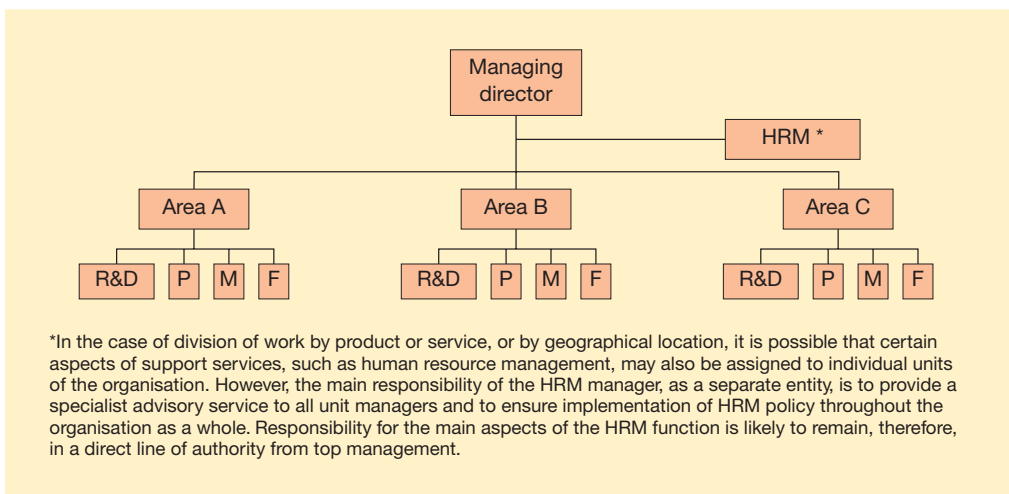 Managing
director
HRM *
Area A
Area B
Area C
R&D P M F
R&D P M F
R&D P M F
*In the case of division of work by product or service, or by geographical location, it is possible that certain
aspects of support services, such as human resource management, may also be assigned to individual units
of the organisation. However, the main responsibility of the HRM manager, as a separate entity, is to provide a
specialist advisory service to all unit managers and to ensure implementation of HRM policy throughout the
organisation as a whole. Responsibility for the main aspects of the HRM function is likely to remain, therefore,
in a direct line of authority from top management.